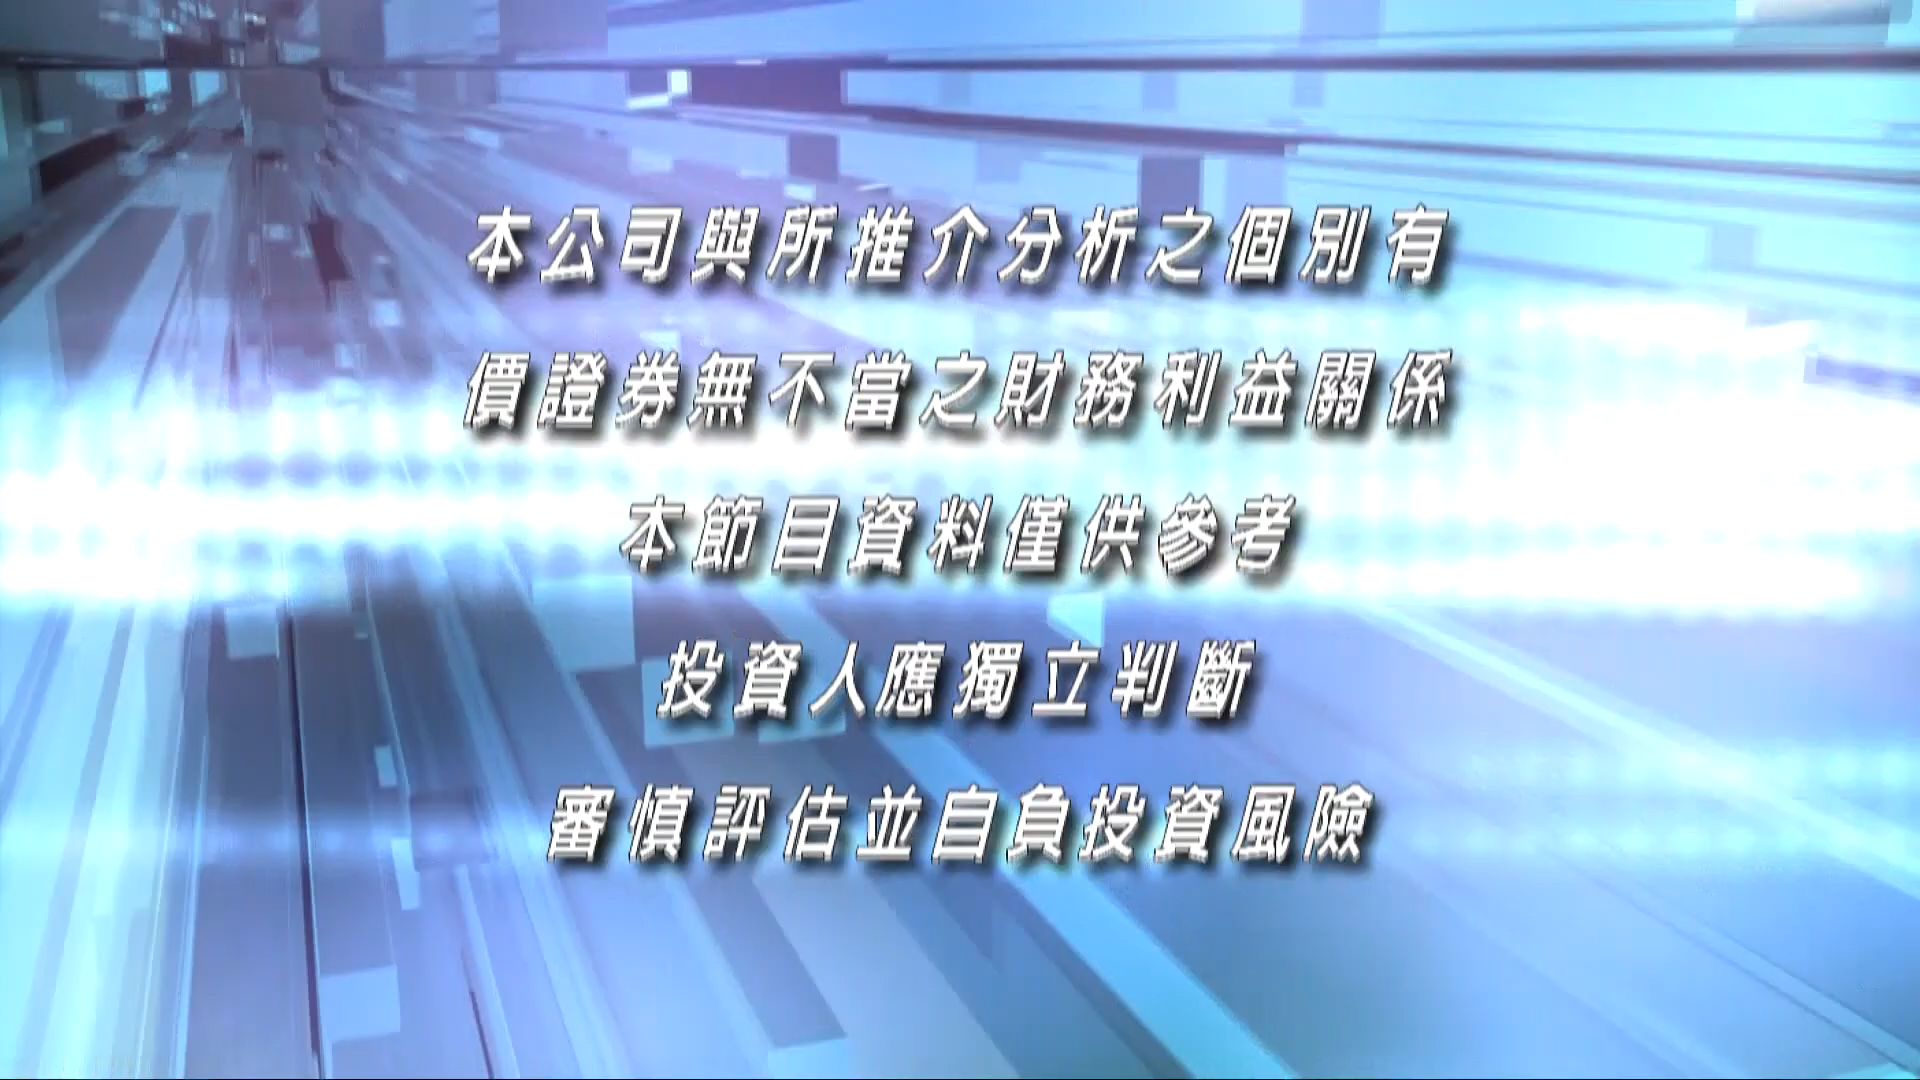 本公司與所推介分析之個別有
價證券無不當之財務利益關係
本節目資料僅供參考
投資人應獨立判斷
審慎評估並自負投資風險